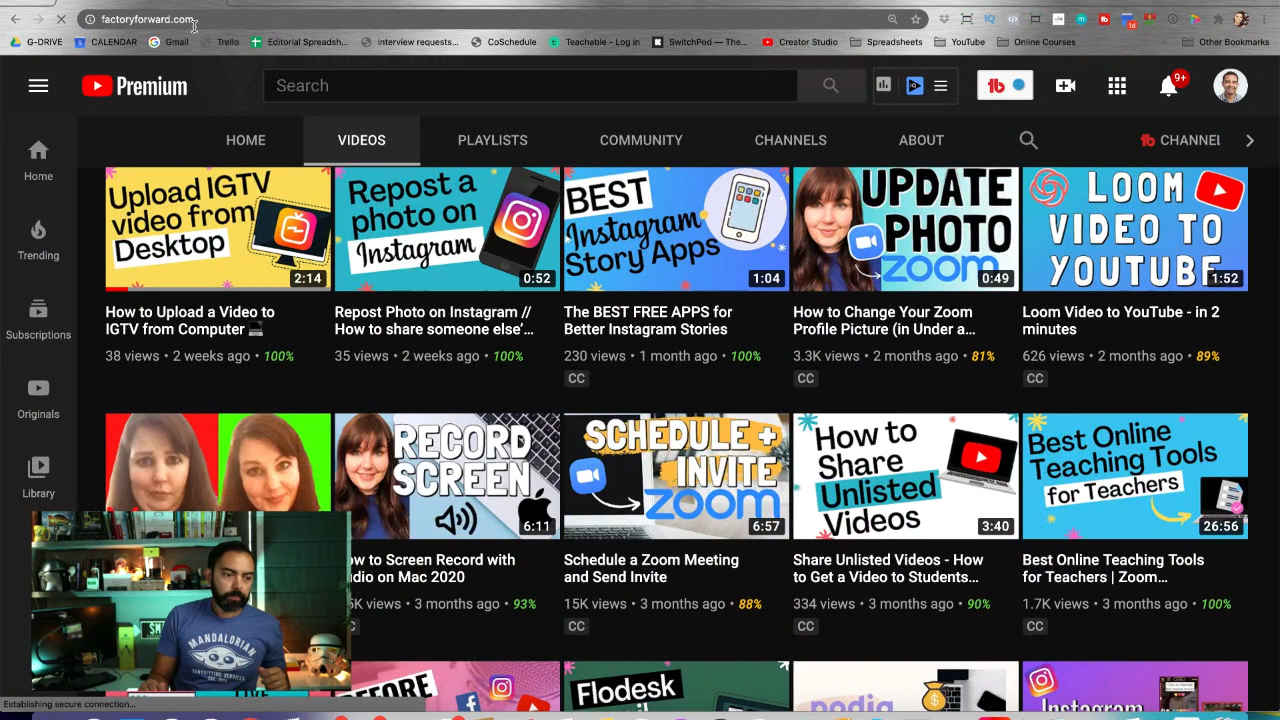 factoryforward.com
G-DRIVE CALENDAR Gmail Trello Editorial Spreadsh... interview requests... CoSchedule Teachable - Log in SwitchPod — The... Creator Studio Spreadsheets YouTube Online Courses Other Bookmarks
Premium Search 9+
HOME VIDEOS PLAYLISTS COMMUNITY CHANNELS ABOUT CHANNEL
Home
Trending
Subscriptions
Originals
Library
Upload IGTV
video from
Desktop
2:14
How to Upload a Video to
IGTV from Computer
38 views • 2 weeks ago • 100%
Repost a
photo on
Instagram
0:52
Repost Photo on Instagram //
How to share someone else'...
35 views • 2 weeks ago • 100%
BEST
Instagram
Story Apps
1:04
The BEST FREE APPS for
Better Instagram Stories
230 views • 1 month ago • 100%
CC
UPDATE
PHOTO
zoom
0:49
How to Change Your Zoom
Profile Picture (in Under a...
3.3K views • 2 months ago • 81%
CC
LOOM
VIDEO TO
YOUTUBE
1:52
Loom Video to YouTube - in 2
minutes
626 views • 2 months ago • 89%
CC
RECORD
SCREEN
6:11
to Screen Record with
on Mac 2020
views • 3 months ago • 93%
SCHEDULE +
INVITE
zoom
6:57
Schedule a Zoom Meeting
and Send Invite
15K views • 3 months ago • 88%
CC
How to
Share
Unlisted
Videos
3:40
Share Unlisted Videos - How
to Get a Video to Students...
334 views • 3 months ago • 90%
CC
Best Online
Teaching Tools
for Teachers
26:56
Best Online Teaching Tools
for Teachers | Zoom...
1.7K views • 3 months ago • 100%
CC
MANDALORIAN
BABYSITTING SERVICES
LIVE
BEFORE
Flodesk
podia
Instagram
Establishing secure connection...